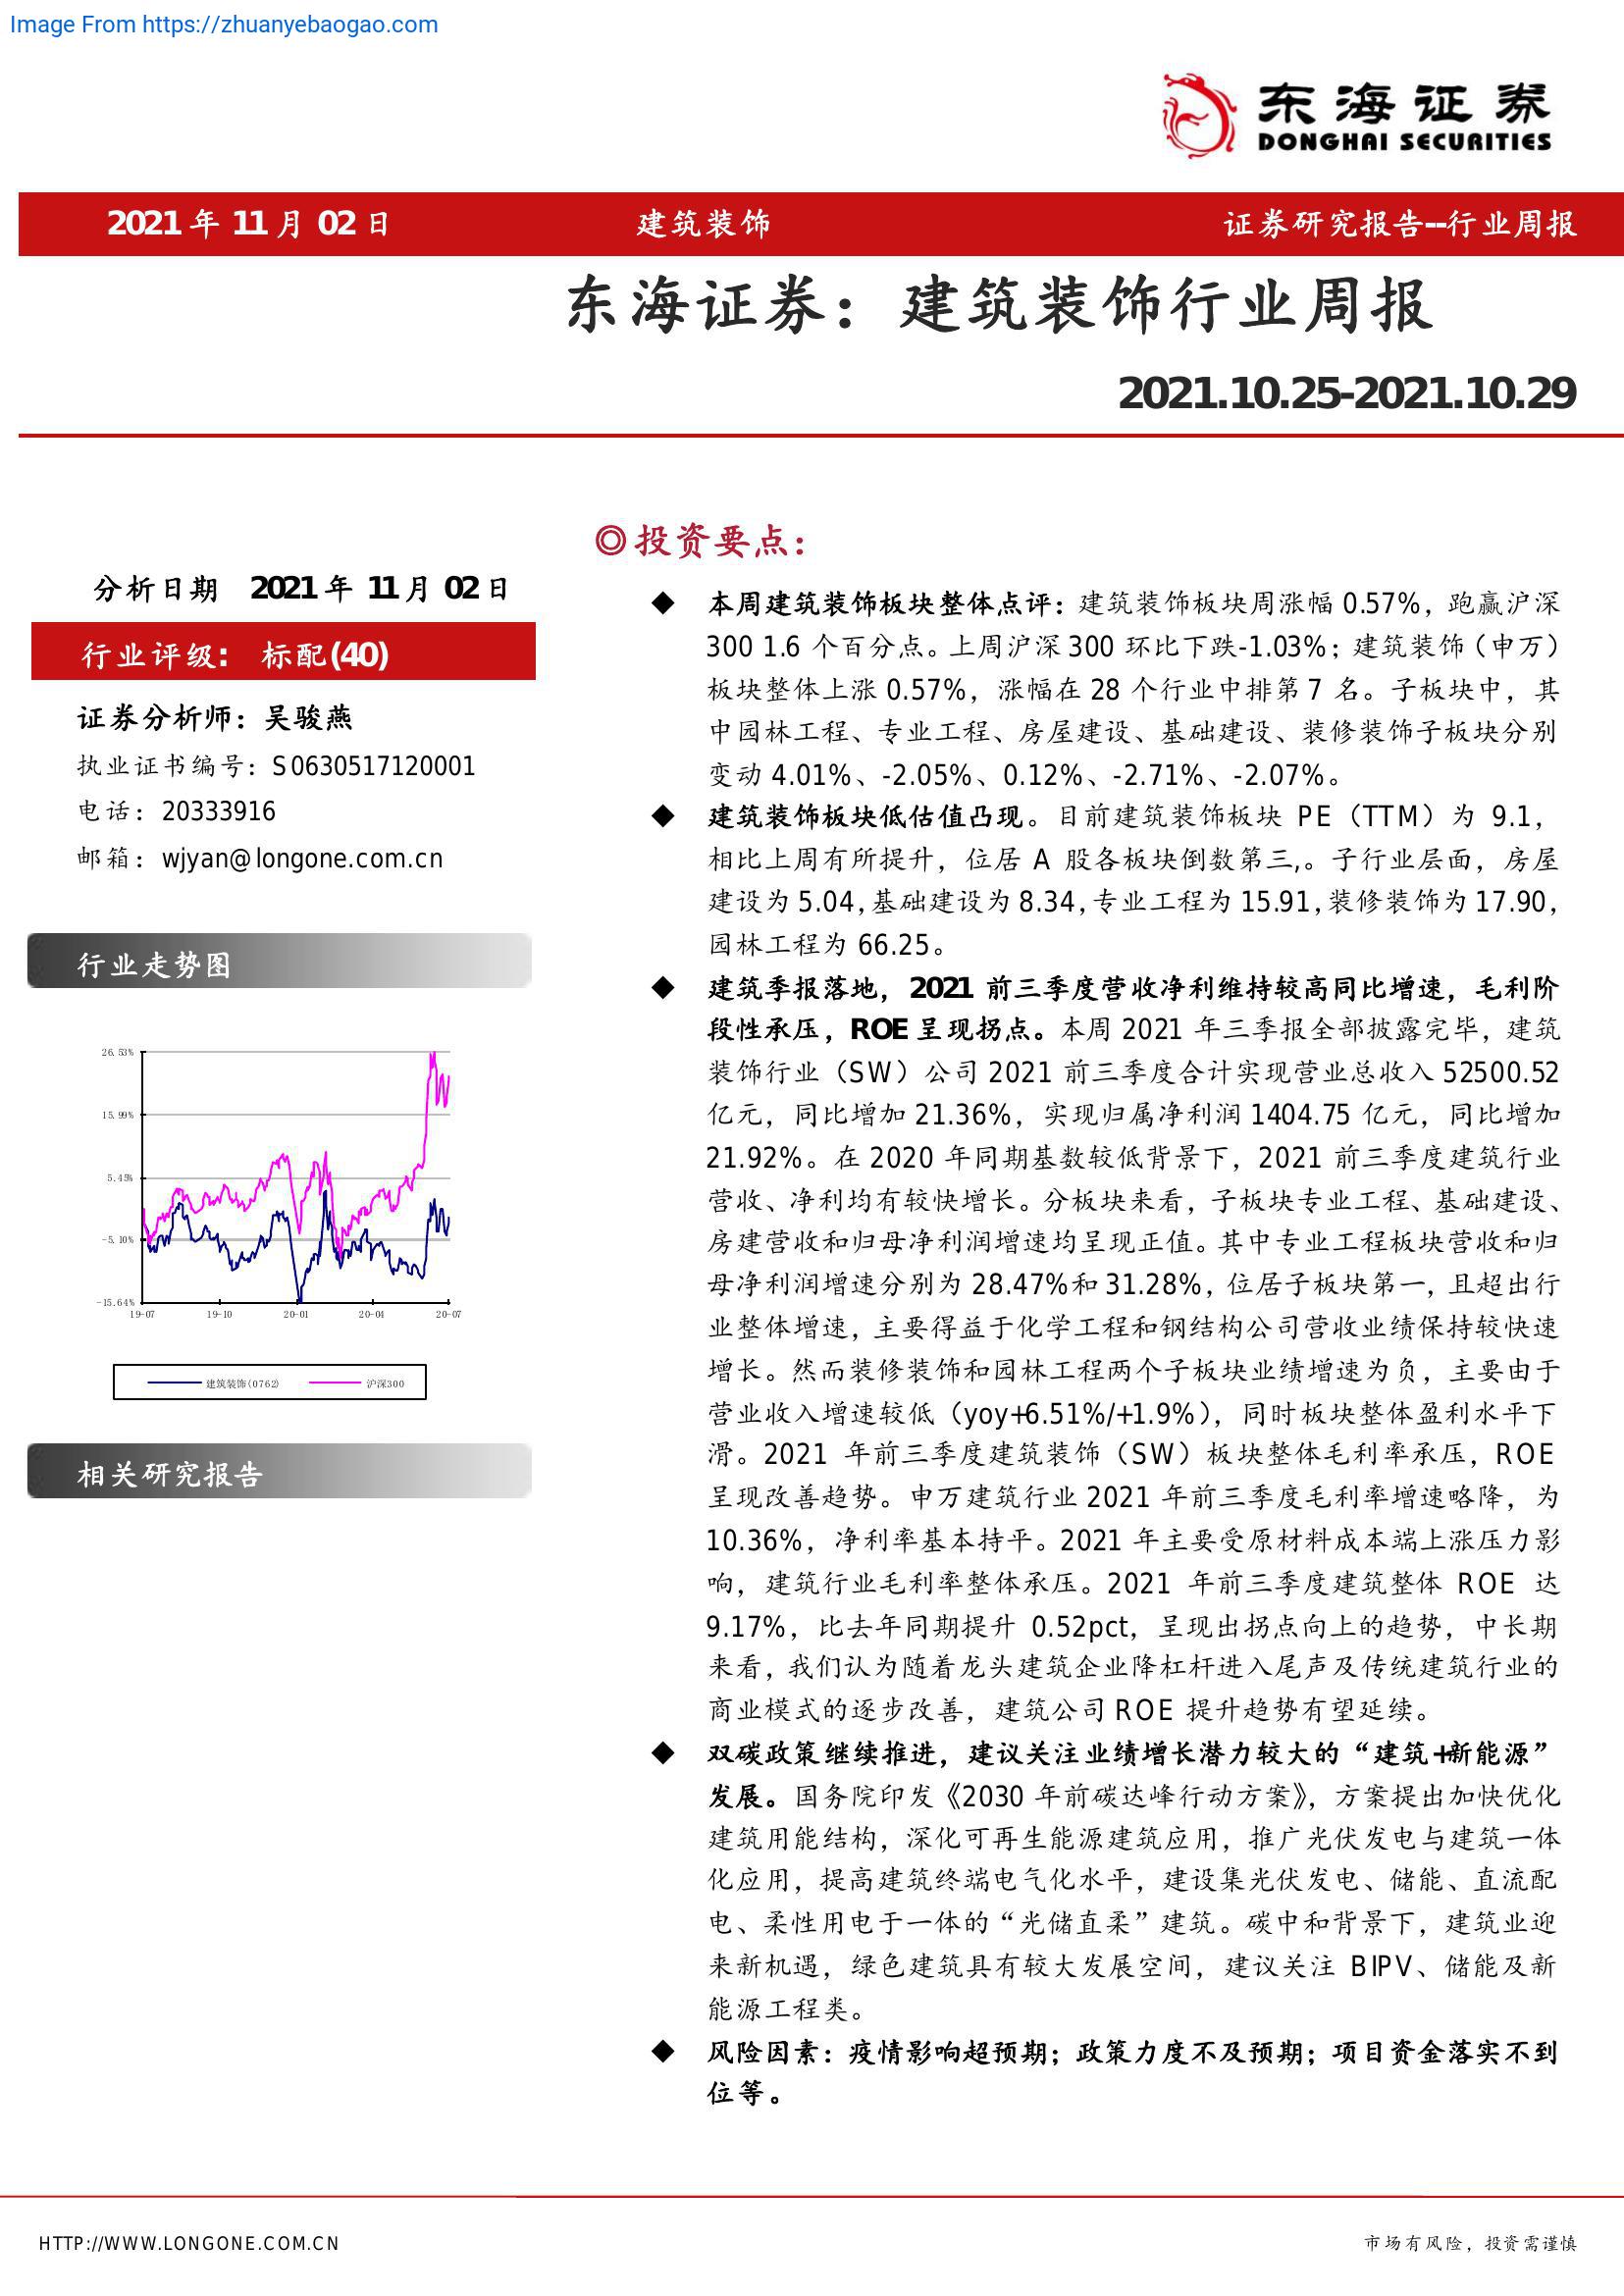 Image From https://zhuanyebaogao.com
东海证券
DONGHAI SECURITIES
2021 年 11 月 02 日 建筑装饰 证券研究报告--行业周报
东海证券：建筑装饰行业周报
2021.10.25-2021.10.29
分析日期 2021 年 11 月 02 日
行业评级： 标配(40)
证券分析师：吴骏燕
执业证书编号：S0630517120001
电话：20333916
邮箱：wjyan@longone.com.cn
行业走势图
26.53%
15.99%
5.45%
-5.10%
-15.64%
19-07 19-10 20-01 20-04 20-07
建筑装饰(0762) 沪深300
相关研究报告
◎投资要点：
◆ 本周建筑装饰板块整体点评：建筑装饰板块周涨幅 0.57%，跑赢沪深
300 1.6 个百分点。上周沪深 300 环比下跌-1.03%；建筑装饰（申万）
板块整体上涨 0.57%，涨幅在 28 个行业中排第 7 名。子板块中，其
中园林工程、专业工程、房屋建设、基础建设、装修装饰子板块分别
变动 4.01%、-2.05%、0.12%、-2.71%、-2.07%。
◆ 建筑装饰板块低估值凸现。目前建筑装饰板块 PE（TTM）为 9.1，
相比上周有所提升，位居 A 股各板块倒数第三,。子行业层面，房屋
建设为 5.04，基础建设为 8.34，专业工程为 15.91，装修装饰为 17.90，
园林工程为 66.25。
◆ 建筑季报落地，2021 前三季度营收净利维持较高同比增速，毛利阶
段性承压，ROE 呈现拐点。本周 2021 年三季报全部披露完毕，建筑
装饰行业（SW）公司 2021 前三季度合计实现营业总收入 52500.52
亿元，同比增加 21.36%，实现归属净利润 1404.75 亿元，同比增加
21.92%。在 2020 年同期基数较低背景下，2021 前三季度建筑行业
营收、净利均有较快增长。分板块来看，子板块专业工程、基础建设、
房建营收和归母净利润增速均呈现正值。其中专业工程板块营收和归
母净利润增速分别为 28.47%和 31.28%，位居子板块第一，且超出行
业整体增速，主要得益于化学工程和钢结构公司营收业绩保持较快速
增长。然而装修装饰和园林工程两个子板块业绩增速为负，主要由于
营业收入增速较低（yoy+6.51%/+1.9%），同时板块整体盈利水平下
滑。2021 年前三季度建筑装饰（SW）板块整体毛利率承压，ROE
呈现改善趋势。申万建筑行业 2021 年前三季度毛利率增速略降，为
10.36%，净利率基本持平。2021 年主要受原材料成本端上涨压力影
响，建筑行业毛利率整体承压。2021 年前三季度建筑整体 ROE 达
9.17%，比去年同期提升 0.52pct，呈现出拐点向上的趋势，中长期
来看，我们认为随着龙头建筑企业降杠杆进入尾声及传统建筑行业的
商业模式的逐步改善，建筑公司 ROE 提升趋势有望延续。
◆ 双碳政策继续推进，建议关注业绩增长潜力较大的“建筑+新能源”
发展。国务院印发《2030 年前碳达峰行动方案》，方案提出加快优化
建筑用能结构，深化可再生能源建筑应用，推广光伏发电与建筑一体
化应用，提高建筑终端电气化水平，建设集光伏发电、储能、直流配
电、柔性用电于一体的“光储直柔”建筑。碳中和背景下，建筑业迎
来新机遇，绿色建筑具有较大发展空间，建议关注 BIPV、储能及新
能源工程类。
◆ 风险因素：疫情影响超预期；政策力度不及预期；项目资金落实不到
位等。
HTTP://WWW.LONGONE.COM.CN 市场有风险，投资需谨慎